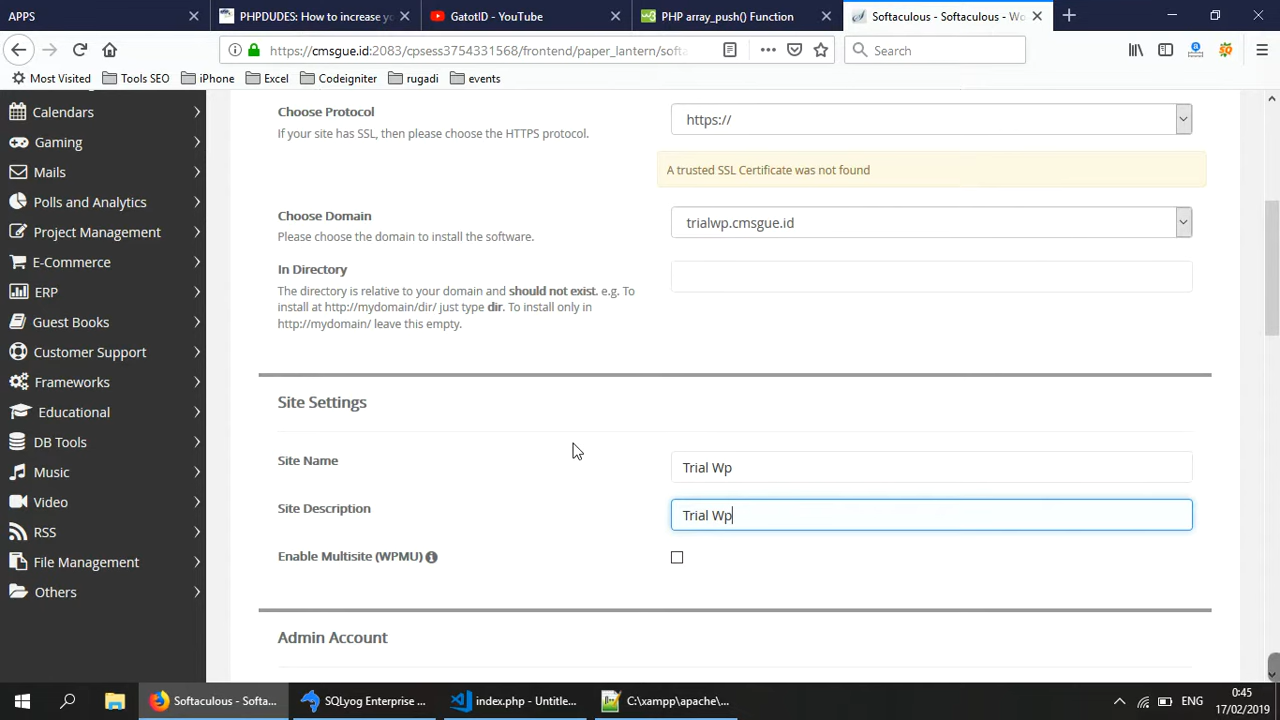 APPS
PHPDUDES: How to increase yo
GatotID - YouTube
PHP array_push() Function
Softaculous - Softaculous - Wo
https://cmsgue.id:2083/cpsess3754331568/frontend/paper_lantern/softa
Search
Most Visited
Tools SEO
iPhone
Excel
Codeigniter
rugadi
events
Calendars
Gaming
Mails
Polls and Analytics
Project Management
E-Commerce
ERP
Guest Books
Customer Support
Frameworks
Educational
DB Tools
Music
Video
RSS
File Management
Others
Choose Protocol
If your site has SSL, then please choose the HTTPS protocol.
https://
A trusted SSL Certificate was not found
Choose Domain
Please choose the domain to install the software.
trialwp.cmsgue.id
In Directory
The directory is relative to your domain and should not exist. e.g. To
install at http://mydomain/dir/ just type dir. To install only in
http://mydomain/ leave this empty.
Site Settings
Site Name
Trial Wp
Site Description
Trial Wp
Enable Multisite (WPMU)
Admin Account
Softaculous - Softa...
SQLyog Enterprise ...
index.php - Untitle...
C:\xampp\apache\...
ENG
0:45
17/02/2019